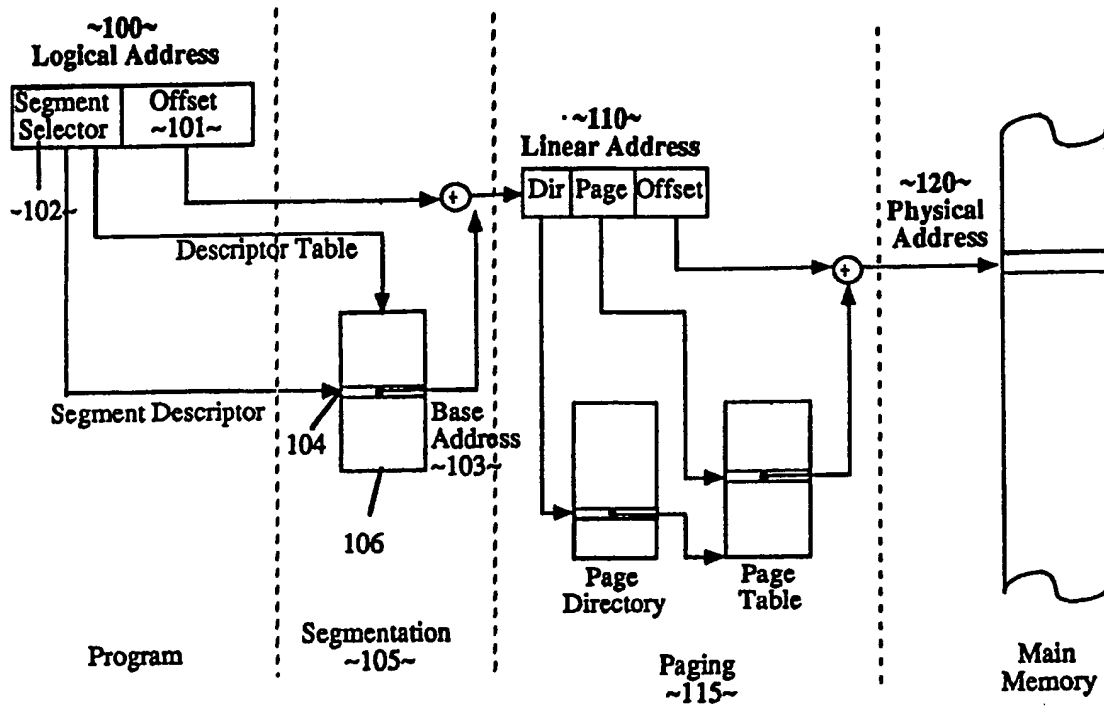 ~100~
Logical Address
Segment
Selector
Offset
~101~
~102~
Descriptor Table
Segment Descriptor
104
106
Base
Address
~103~
~110~
Linear Address
Dir
Page
Offset
+
+
Page
Directory
Page
Table
~120~
Physical
Address
Program
Segmentation
~105~
Paging
~115~
Main
Memory